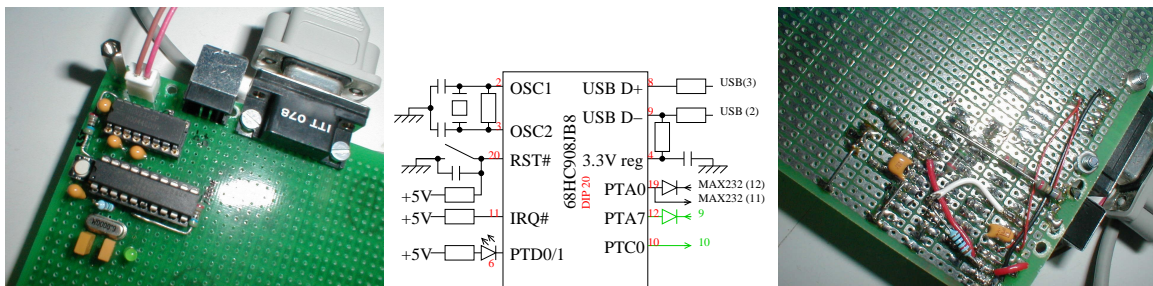 ITT 078
2
OSC1
3
OSC2
20
RST#
+5V
+5V
11
IRQ#
+5V
6
PTD0/1
68HC908JB8
DIP 20
USB D+
8
USB(3)
USB D−
9
USB (2)
3.3V reg
4
PTA0
19
MAX232 (12)
MAX232 (11)
PTA7
12
9
PTC0
10
10